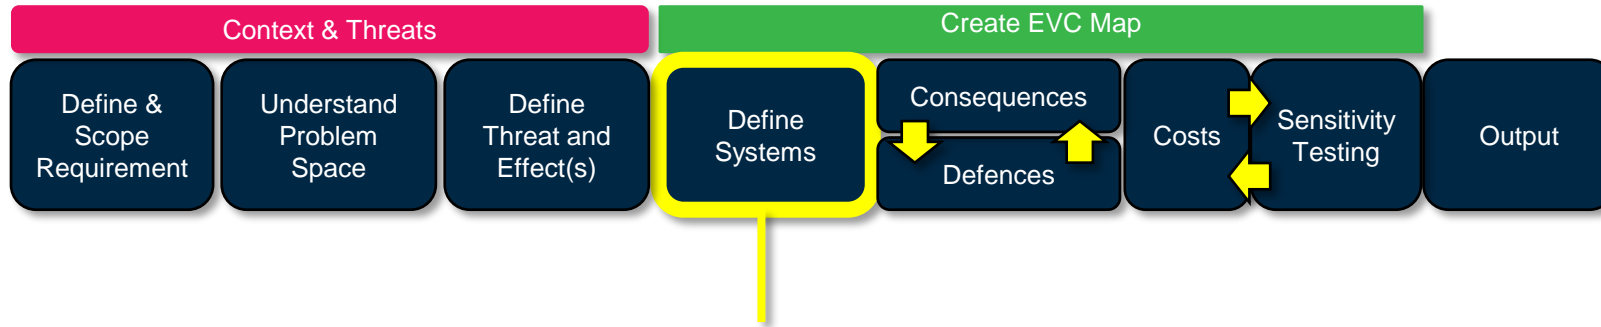 Context & Threats
Create EVC Map
Define &
Scope
Requirement
Understand
Problem
Space
Define
Threat and
Effect(s)
Define
Systems
Consequences
Defences
Costs
Sensitivity
Testing
Output